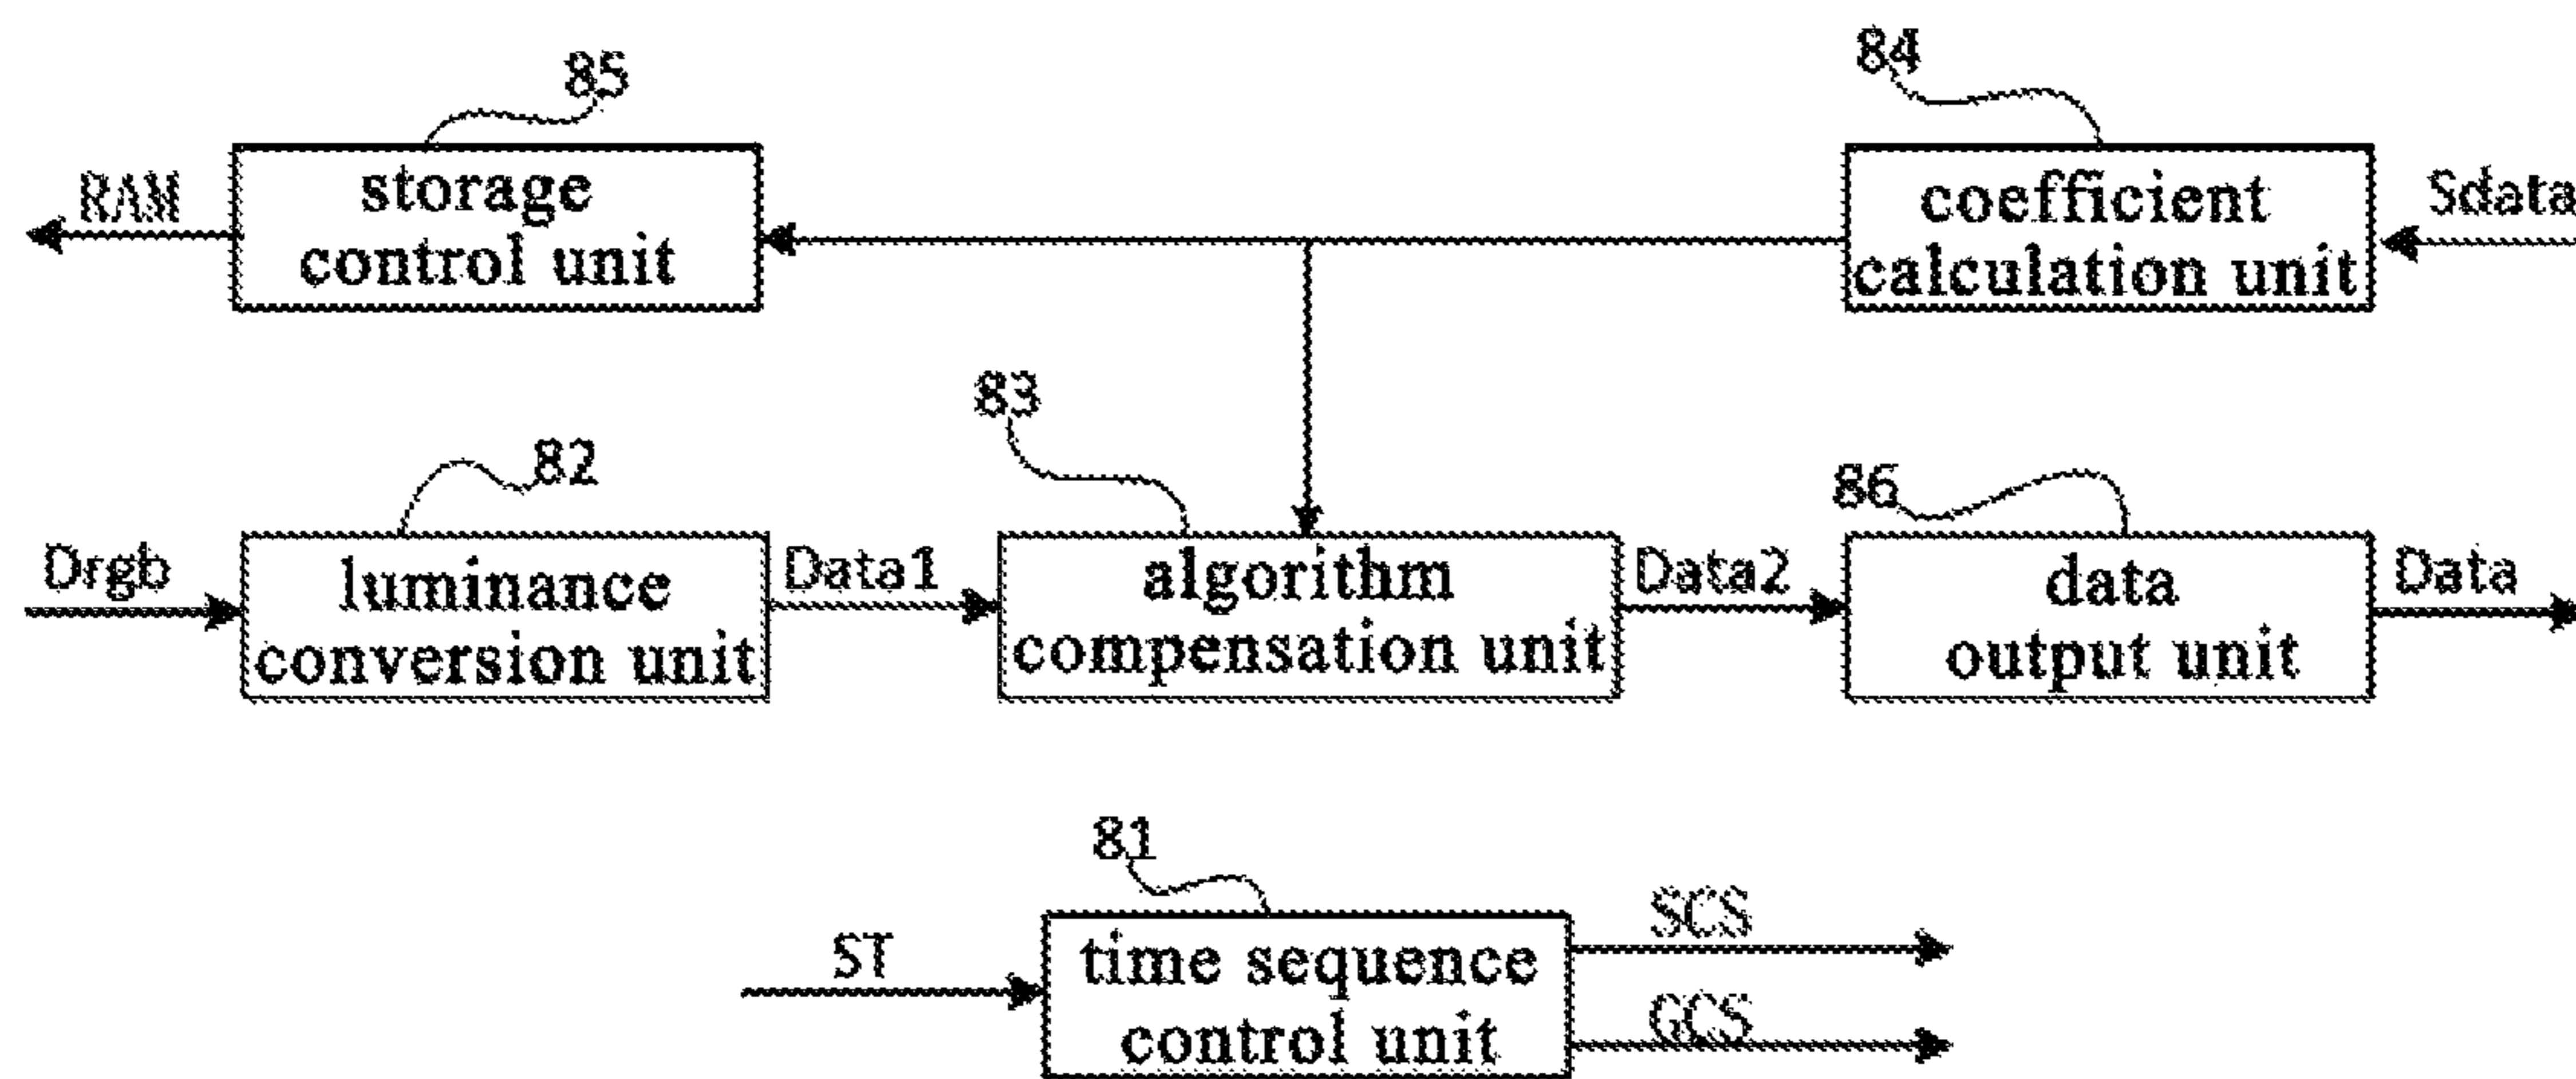 85
84
RAM
storage
control unit
coefficient
calculation unit
Sdata
83
82
86
Drgb
luminance
conversion unit
Data1
algorithm
compensation unit
Data2
data
output unit
Data
81
ST
time sequence
control unit
SCS
GCS